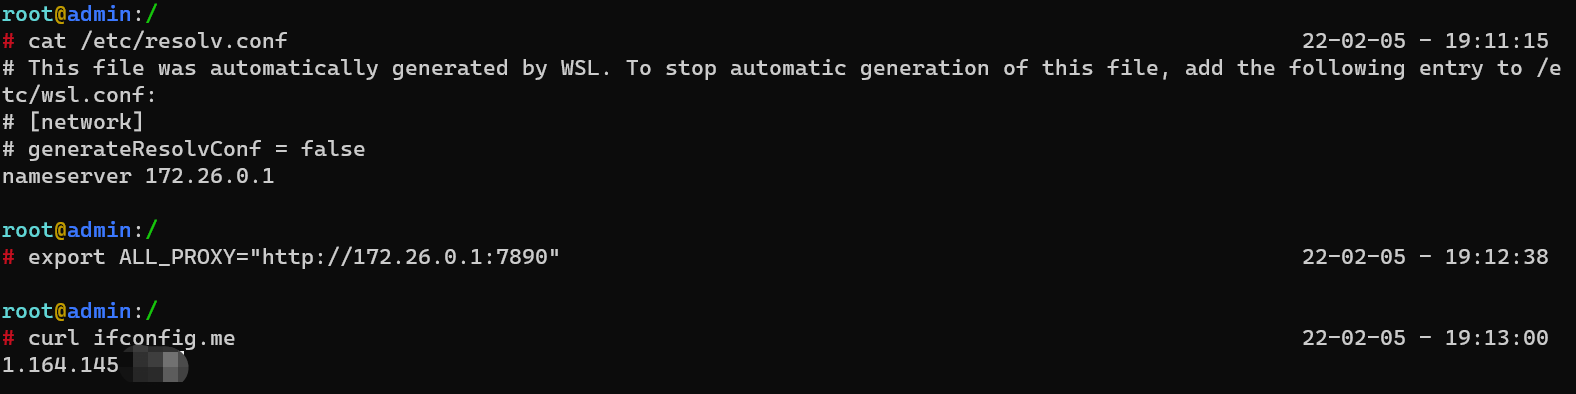 root@admin:/
# cat /etc/resolv.conf 22-02-05 - 19:11:15
# This file was automatically generated by WSL. To stop automatic generation of this file, add the following entry to /e
tc/wsl.conf:
# [network]
# generateResolvConf = false
nameserver 172.26.0.1
root@admin:/
# export ALL_PROXY="http://172.26.0.1:7890" 22-02-05 - 19:12:38
root@admin:/
# curl ifconfig.me 22-02-05 - 19:13:00
1.164.145